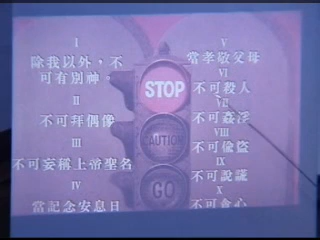 I
除我以外，不
可有別神。
II
不可拜偶像
III
不可妄稱上帝聖名
IV
當記念安息日
V
當孝敬父母
VI
不可殺人
VII
不可姦淫
VIII
不可偷盜
IX
不可說謊
X
不可貪心
STOP
CAUTION
GO